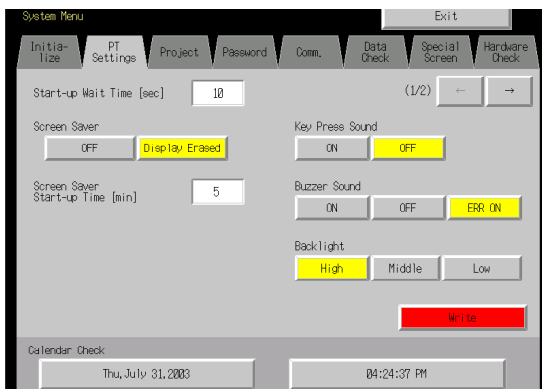 System Menu
Exit
Initia-
lize
PT
Settings
Project
Password
Comm.
Data
Check
Special
Screen
Hardware
Check
Start-up Wait Time [sec]
10
(1/2)
←
→
Screen Saver
OFF
Display Erased
Key Press Sound
ON
OFF
Screen Saver
Start-up Time [min]
5
Buzzer Sound
ON
OFF
ERR ON
Backlight
High
Middle
Low
Write
Calendar Check
Thu,July 31,2003
04:24:37 PM